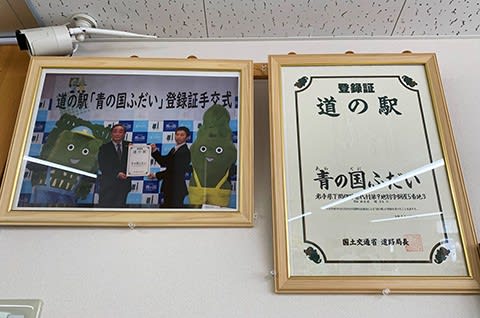 道の駅「青の国ふだい」登録証手交式
登録証
道の駅
青の国ふだい
国土交通省 道路局長